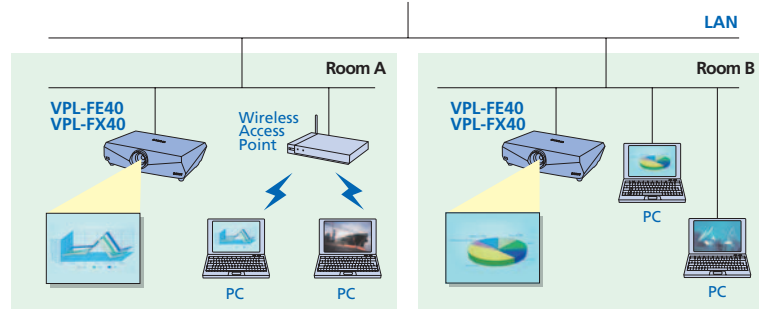 LAN
Room A
VPL-FE40
VPL-FX40
Wireless
Access
Point
PC
PC
Room B
VPL-FE40
VPL-FX40
PC
PC